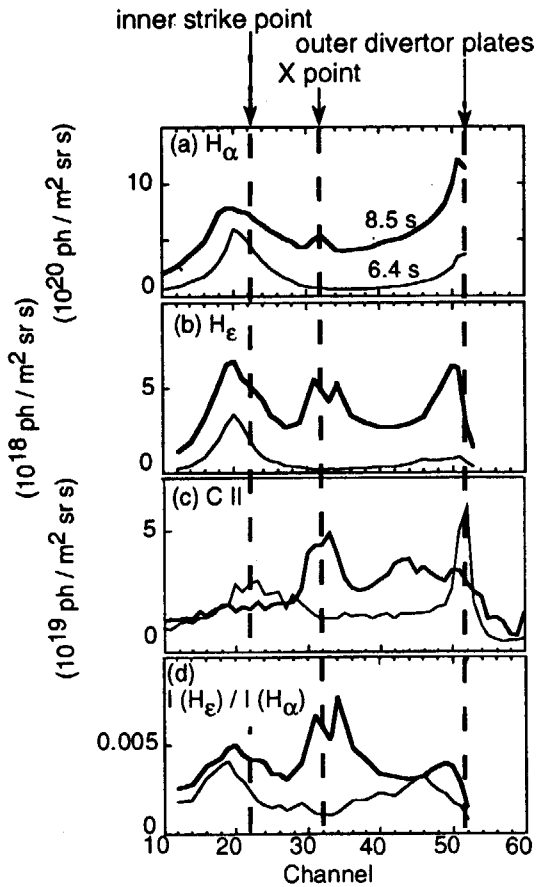 inner strike point
outer divertor plates
X point
(a) Hα
10
8.5 s
6.4 s
0
(10²⁰ ph / m² sr s)
(b) Hε
5
0
(10¹⁸ ph / m² sr s)
(c) C II
5
0
(10¹⁹ ph / m² sr s)
(d)
I (Hε) / I (Hα)
0.005
0
10 20 30 40 50 60
Channel